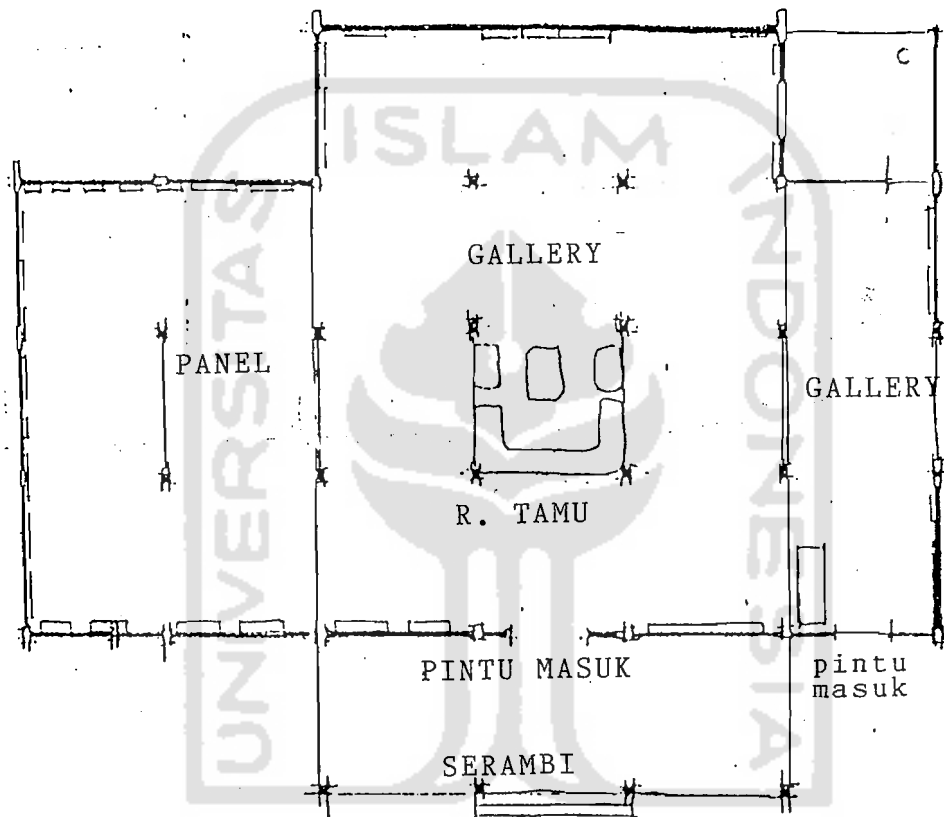 C
UNIVERSITAS
ISLAM
INDONESIA
GALLERY
PANEL
GALLERY
R. TAMU
PINTU MASUK
pintu
masuk
SERAMBI